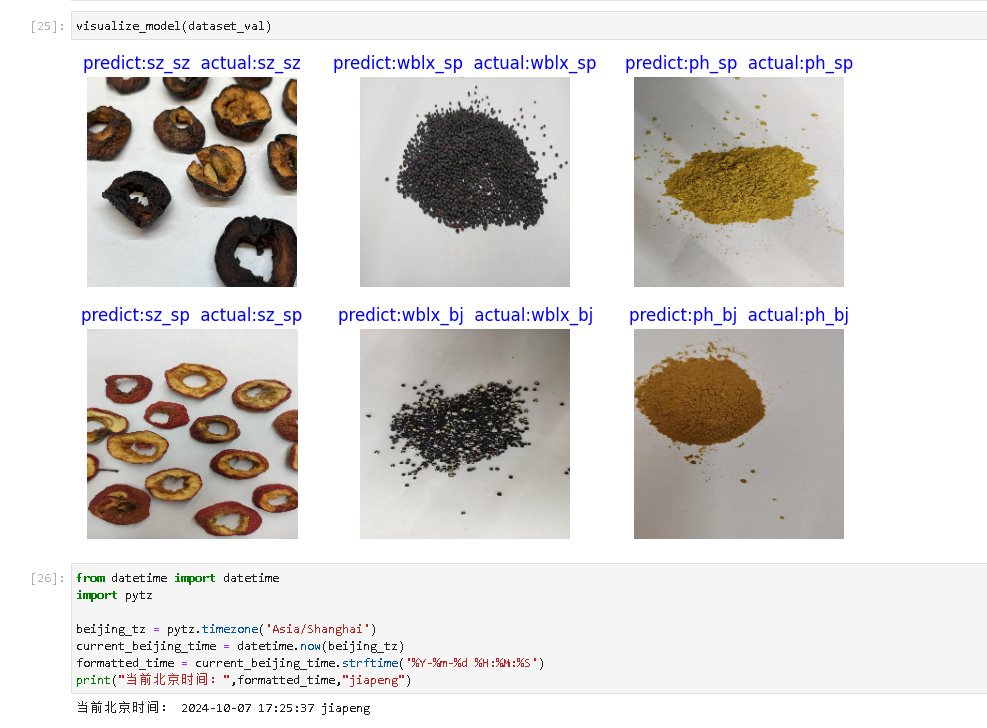 [25]: visualize_model(dataset_val)
predict:sz_sz actual:sz_sz predict:wblx_sp actual:wblx_sp predict:ph_sp actual:ph_sp
predict:sz_sp actual:sz_sp predict:wblx_bj actual:wblx_bj predict:ph_bj actual:ph_bj
[26]: from datetime import datetime
import pytz
beijing_tz = pytz.timezone('Asia/Shanghai')
current_beijing_time = datetime.now(beijing_tz)
formatted_time = current_beijing_time.strftime('%Y-%m-%d %H:%M:%S')
print("当前北京时间：",formatted_time,"jiapeng")
当前北京时间： 2024-10-07 17:25:37 jiapeng